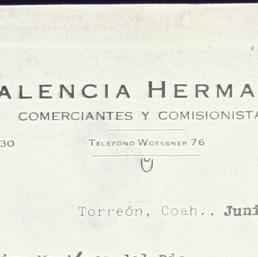 ALENCIA HERMA
COMERCIANTES Y COMISIONISTA
30 TELEFONO WOESSNER 76
Torreón, Coah., Juni